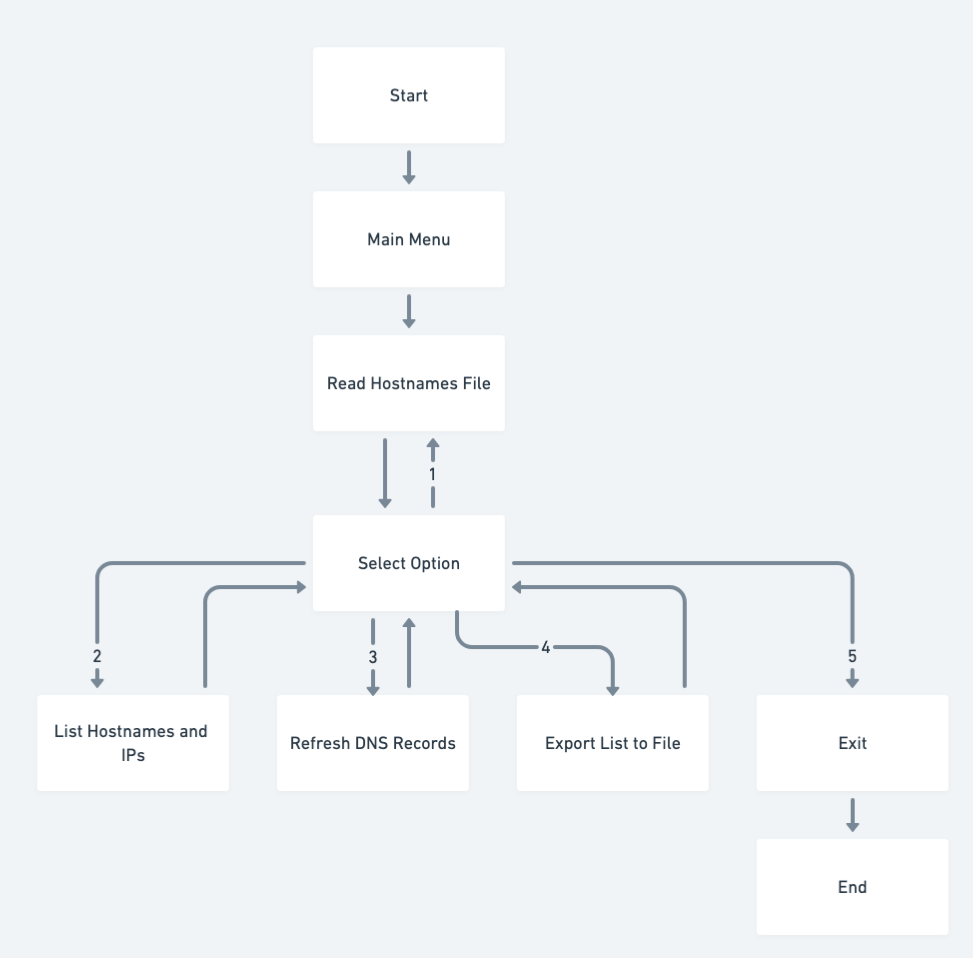 Start
Main Menu
Read Hostnames File
1
Select Option
2
3
4
5
List Hostnames and
IPs
Refresh DNS Records
Export List to File
Exit
End